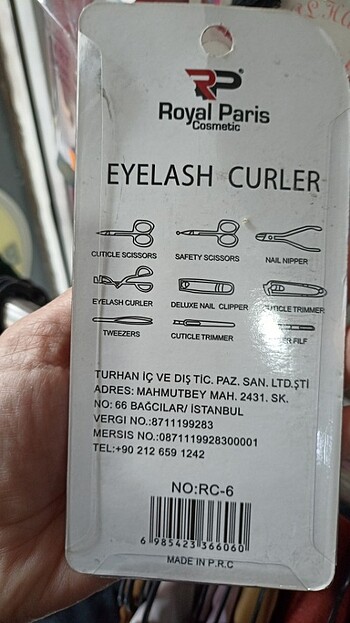 RP®
Royal Paris
Cosmetic
EYELASH CURLER
CUTICLE SCISSORS SAFETY SCISSORS NAIL NIPPER
EYELASH CURLER DELUXE NAIL CLIPPER CUTICLE TRIMMER
TWEEZERS CUTICLE TRIMMER
TURHAN İÇ VE DIŞ TİC. PAZ. SAN. LTD.ŞTİ
ADRES: MAHMUTBEY MAH. 2431. SK.
NO: 66 BAĞCILAR/ İSTANBUL
VERGI NO.:8711199283
MERSIS NO.:0871119928300001
TEL:+90 212 659 1242
NO:RC-6
6 985423 366060
MADE IN P.R.C